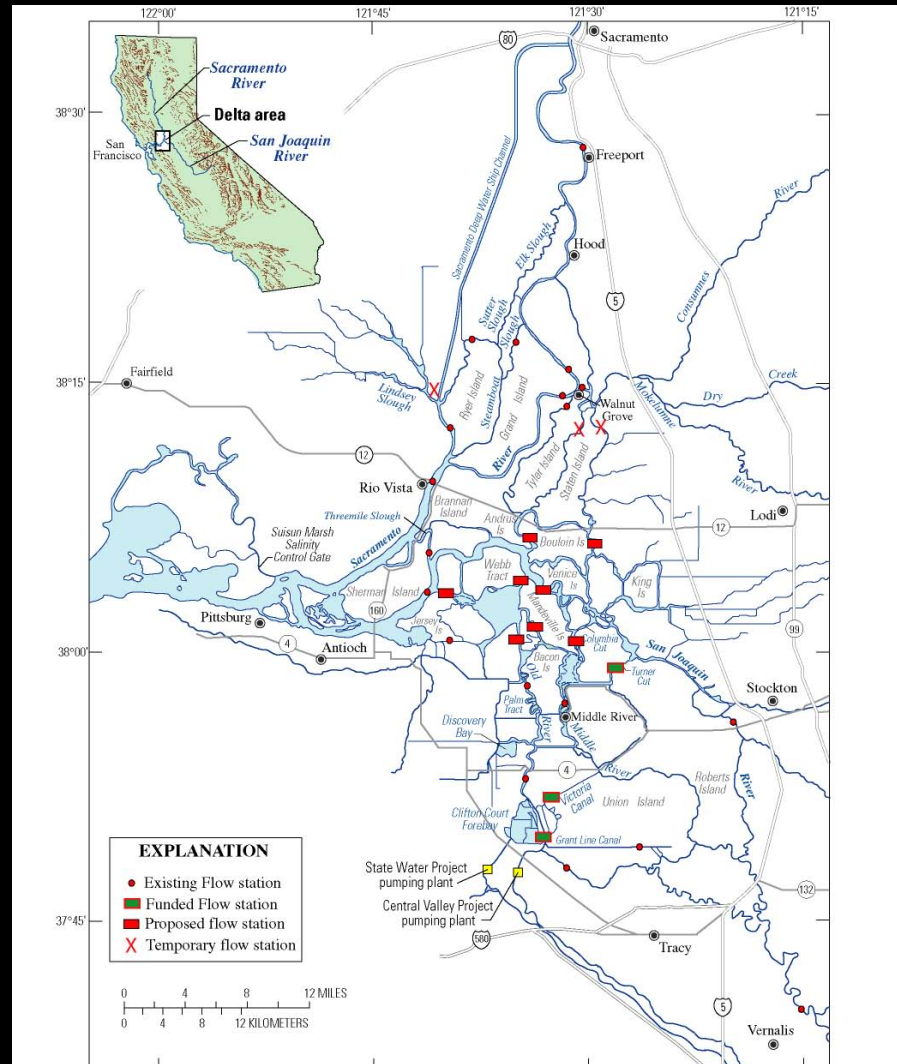 122°00'
121°45'
121°30'
121°15'
38°30'
38°15'
38°00'
37°45'
Sacramento
River
Delta area
San
Francisco
San Joaquin
River
80
Sacramento
Freeport
Sacramento Deep Water Ship Channel
Elk Slough
Hood
River
Consumnes
5
Sutter
Slough
Steamboat
Slough
Fairfield
Lindsey
Slough
Ryer Island
Grand Island
Walnut
Grove
Mokelumne
Dry
Creek
River
River
12
Rio Vista
Tyler Island
Staten Island
Brannan
Island
Threemile Slough
Andrus
Is
Bouloin Is
12
Lodi
Suisun Marsh
Salinity
Control Gate
Sacramento
Webb
Tract
Venice
Is
King
Is
Sherman Island
160
Pittsburg
Jersey
Is
Mandeville Is
Columbia
Cut
99
4
Antioch
Bacon
Is
San Joaquin
Turner
Cut
Stockton
Old
River
Palm
Tract
Middle River
Discovery
Bay
Middle
River
4
Roberts
Island
River
Victoria
Canal
Union Island
Clifton Court
Forebay
Grant Line Canal
State Water Project
pumping plant
Central Valley Project
pumping plant
132
580
Tracy
5
Vernalis
EXPLANATION
Existing Flow station
Funded Flow station
Proposed flow station
Temporary flow station
0 4 8 12 MILES
0 4 8 12 KILOMETERS